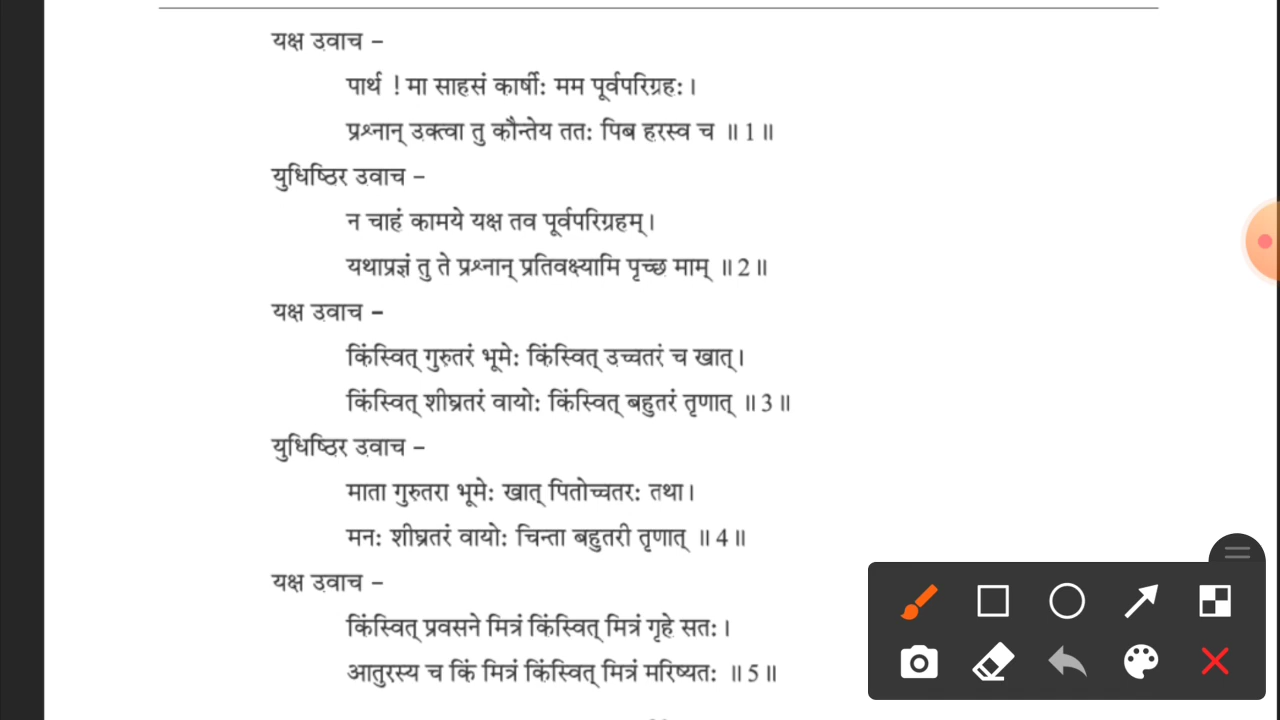 यक्ष उवाच –
पार्थ ! मा साहसं कार्षीः मम पूर्वपरिग्रहः।
प्रश्नान् उक्त्वा तु कौन्तेय ततः पिब हरस्व च ॥1॥
युधिष्ठिर उवाच –
न चाहं कामये यक्ष तव पूर्वपरिग्रहम्।
यथाप्रज्ञं तु ते प्रश्नान् प्रतिवक्ष्यामि पृच्छ माम् ॥2॥
यक्ष उवाच –
किंस्वित् गुरुतरं भूमेः किंस्वित् उच्चतरं च खात्।
किंस्वित् शीघ्रतरं वायोः किंस्वित् बहुतरं तृणात् ॥3॥
युधिष्ठिर उवाच –
माता गुरुतरा भूमेः खात् पितोच्चतरः तथा।
मनः शीघ्रतरं वायोः चिन्ता बहुतरी तृणात् ॥4॥
यक्ष उवाच –
किंस्वित् प्रवसने मित्रं किंस्वित् मित्रं गृहे सतः।
आतुरस्य च किं मित्रं किंस्वित् मित्रं मरिष्यतः ॥5॥